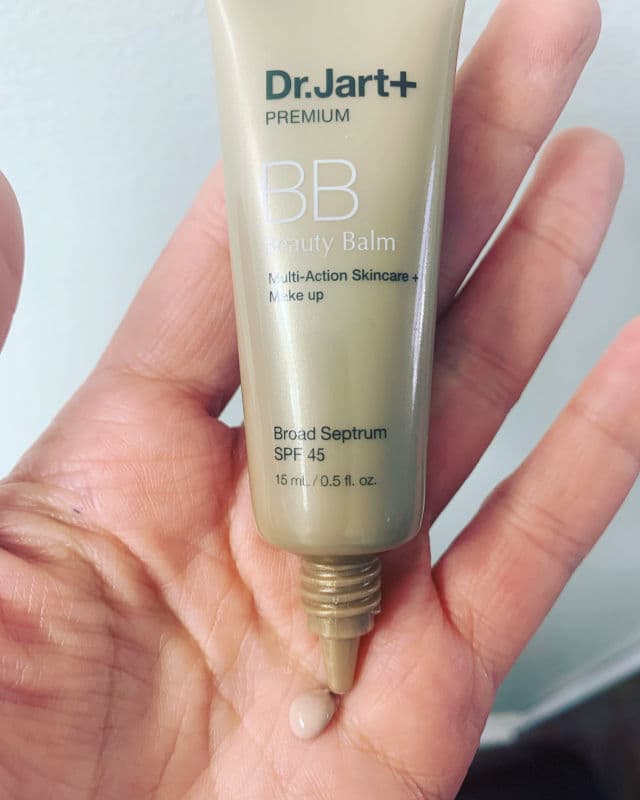 Dr.Jart+
PREMIUM
BB
Beauty Balm
Multi-Action Skincare +
Make up
Broad Septrum
SPF 45
15 mL / 0.5 fl. oz.